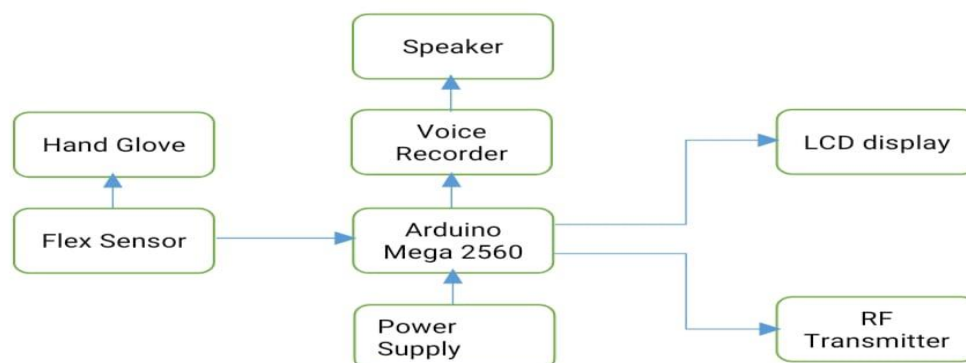 Speaker
Hand Glove
Voice
Recorder
LCD display
Flex Sensor
Arduino
Mega 2560
Power
Supply
RF
Transmitter